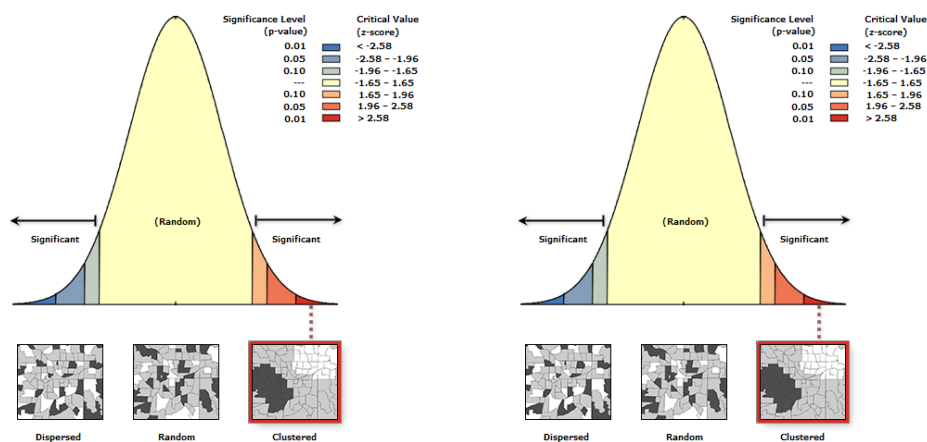 Significance Level Critical Value
(p-value) (z-score)
0.01 < -2.58
0.05 -2.58 – -1.96
0.10 -1.96 – -1.65
--- -1.65 – 1.65
0.10 1.65 – 1.96
0.05 1.96 – 2.58
0.01 > 2.58
(Random)
Significant Significant
Dispersed Random Clustered
Significance Level Critical Value
(p-value) (z-score)
0.01 < -2.58
0.05 -2.58 – -1.96
0.10 -1.96 – -1.65
--- -1.65 – 1.65
0.10 1.65 – 1.96
0.05 1.96 – 2.58
0.01 > 2.58
(Random)
Significant Significant
Dispersed Random Clustered